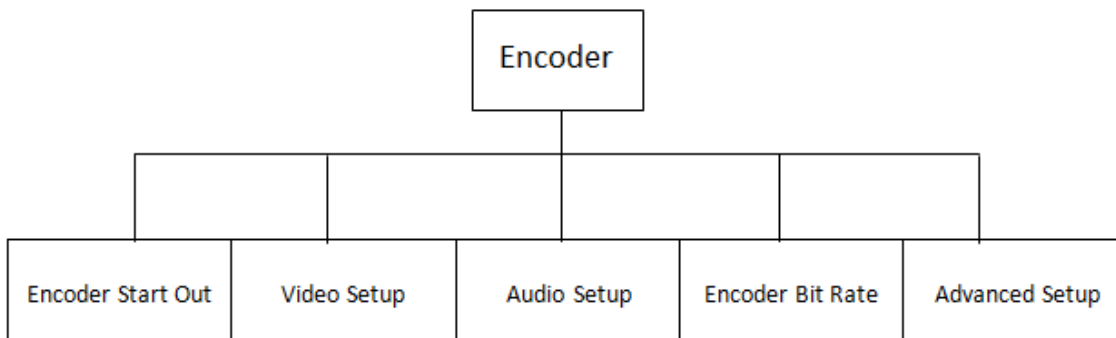 Encoder
Encoder Start Out
Video Setup
Audio Setup
Encoder Bit Rate
Advanced Setup